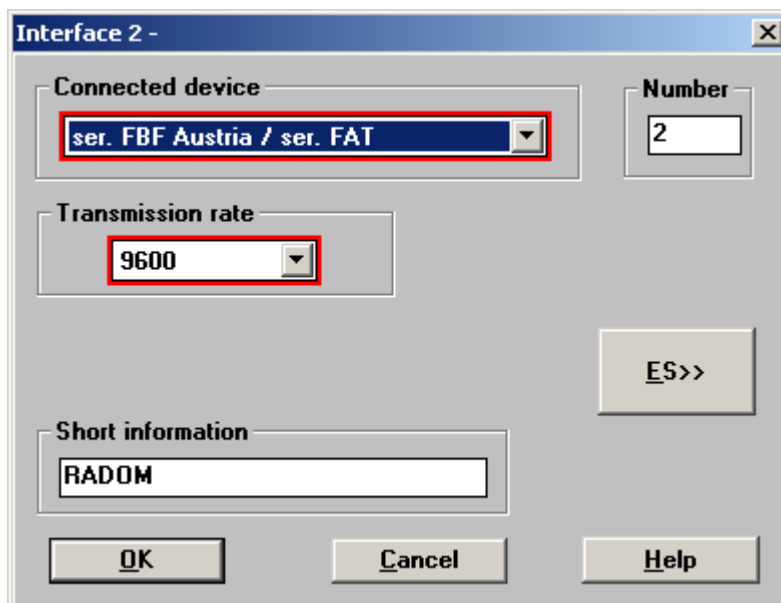 Interface 2 -
Connected device
ser. FBF Austria / ser. FAT
Number
2
Transmission rate
9600
ES>>
Short information
RADOM
OK
Cancel
Help